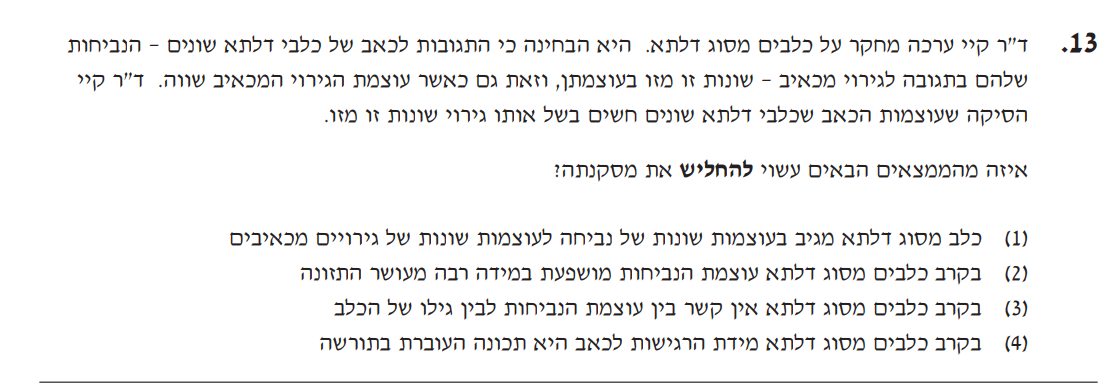 13. ד"ר קיי ערכה מחקר על כלבים מסוג דלתא. היא הבחינה כי התגובות לכאב של כלבי דלתא שונים – הנביחות
שלהם בתגובה לגירוי מכאיב – שונות זו מזו בעוצמתן, וזאת גם כאשר עוצמת הגירוי המכאיב שווה. ד"ר קיי
הסיקה שעוצמות הכאב שכלבי דלתא שונים חשים בשל אותו גירוי שונות זו מזו.
איזה מהממצאים הבאים עשוי להחליש את מסקנתה?
(1) כלב מסוג דלתא מגיב בעוצמות שונות של נביחה לעוצמות שונות של גירויים מכאיבים
(2) בקרב כלבים מסוג דלתא עוצמת הנביחות מושפעת במידה רבה מעושר התזונה
(3) בקרב כלבים מסוג דלתא אין קשר בין עוצמת הנביחות לבין גילו של הכלב
(4) בקרב כלבים מסוג דלתא מידת הרגישות לכאב היא תכונה העוברת בתורשה